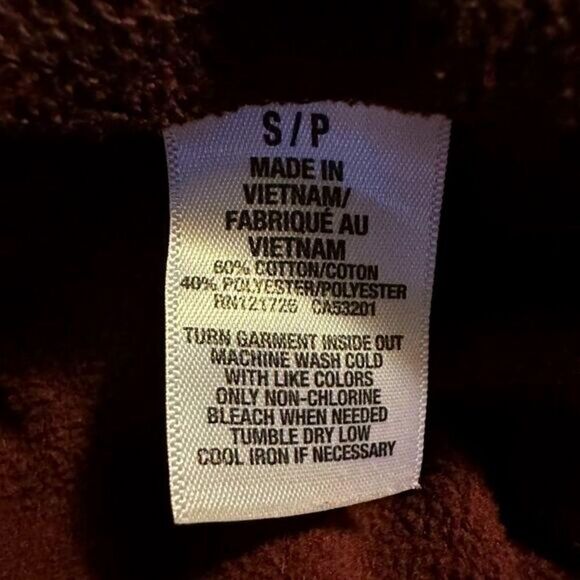 S / P
MADE IN
VIETNAM/
FABRIQUÉ AU
VIETNAM
60% COTTON/COTON
40% POLYESTER/POLYESTER
RN121726 CA53201
TURN GARMENT INSIDE OUT
MACHINE WASH COLD
WITH LIKE COLORS
ONLY NON-CHLORINE
BLEACH WHEN NEEDED
TUMBLE DRY LOW
COOL IRON IF NECESSARY